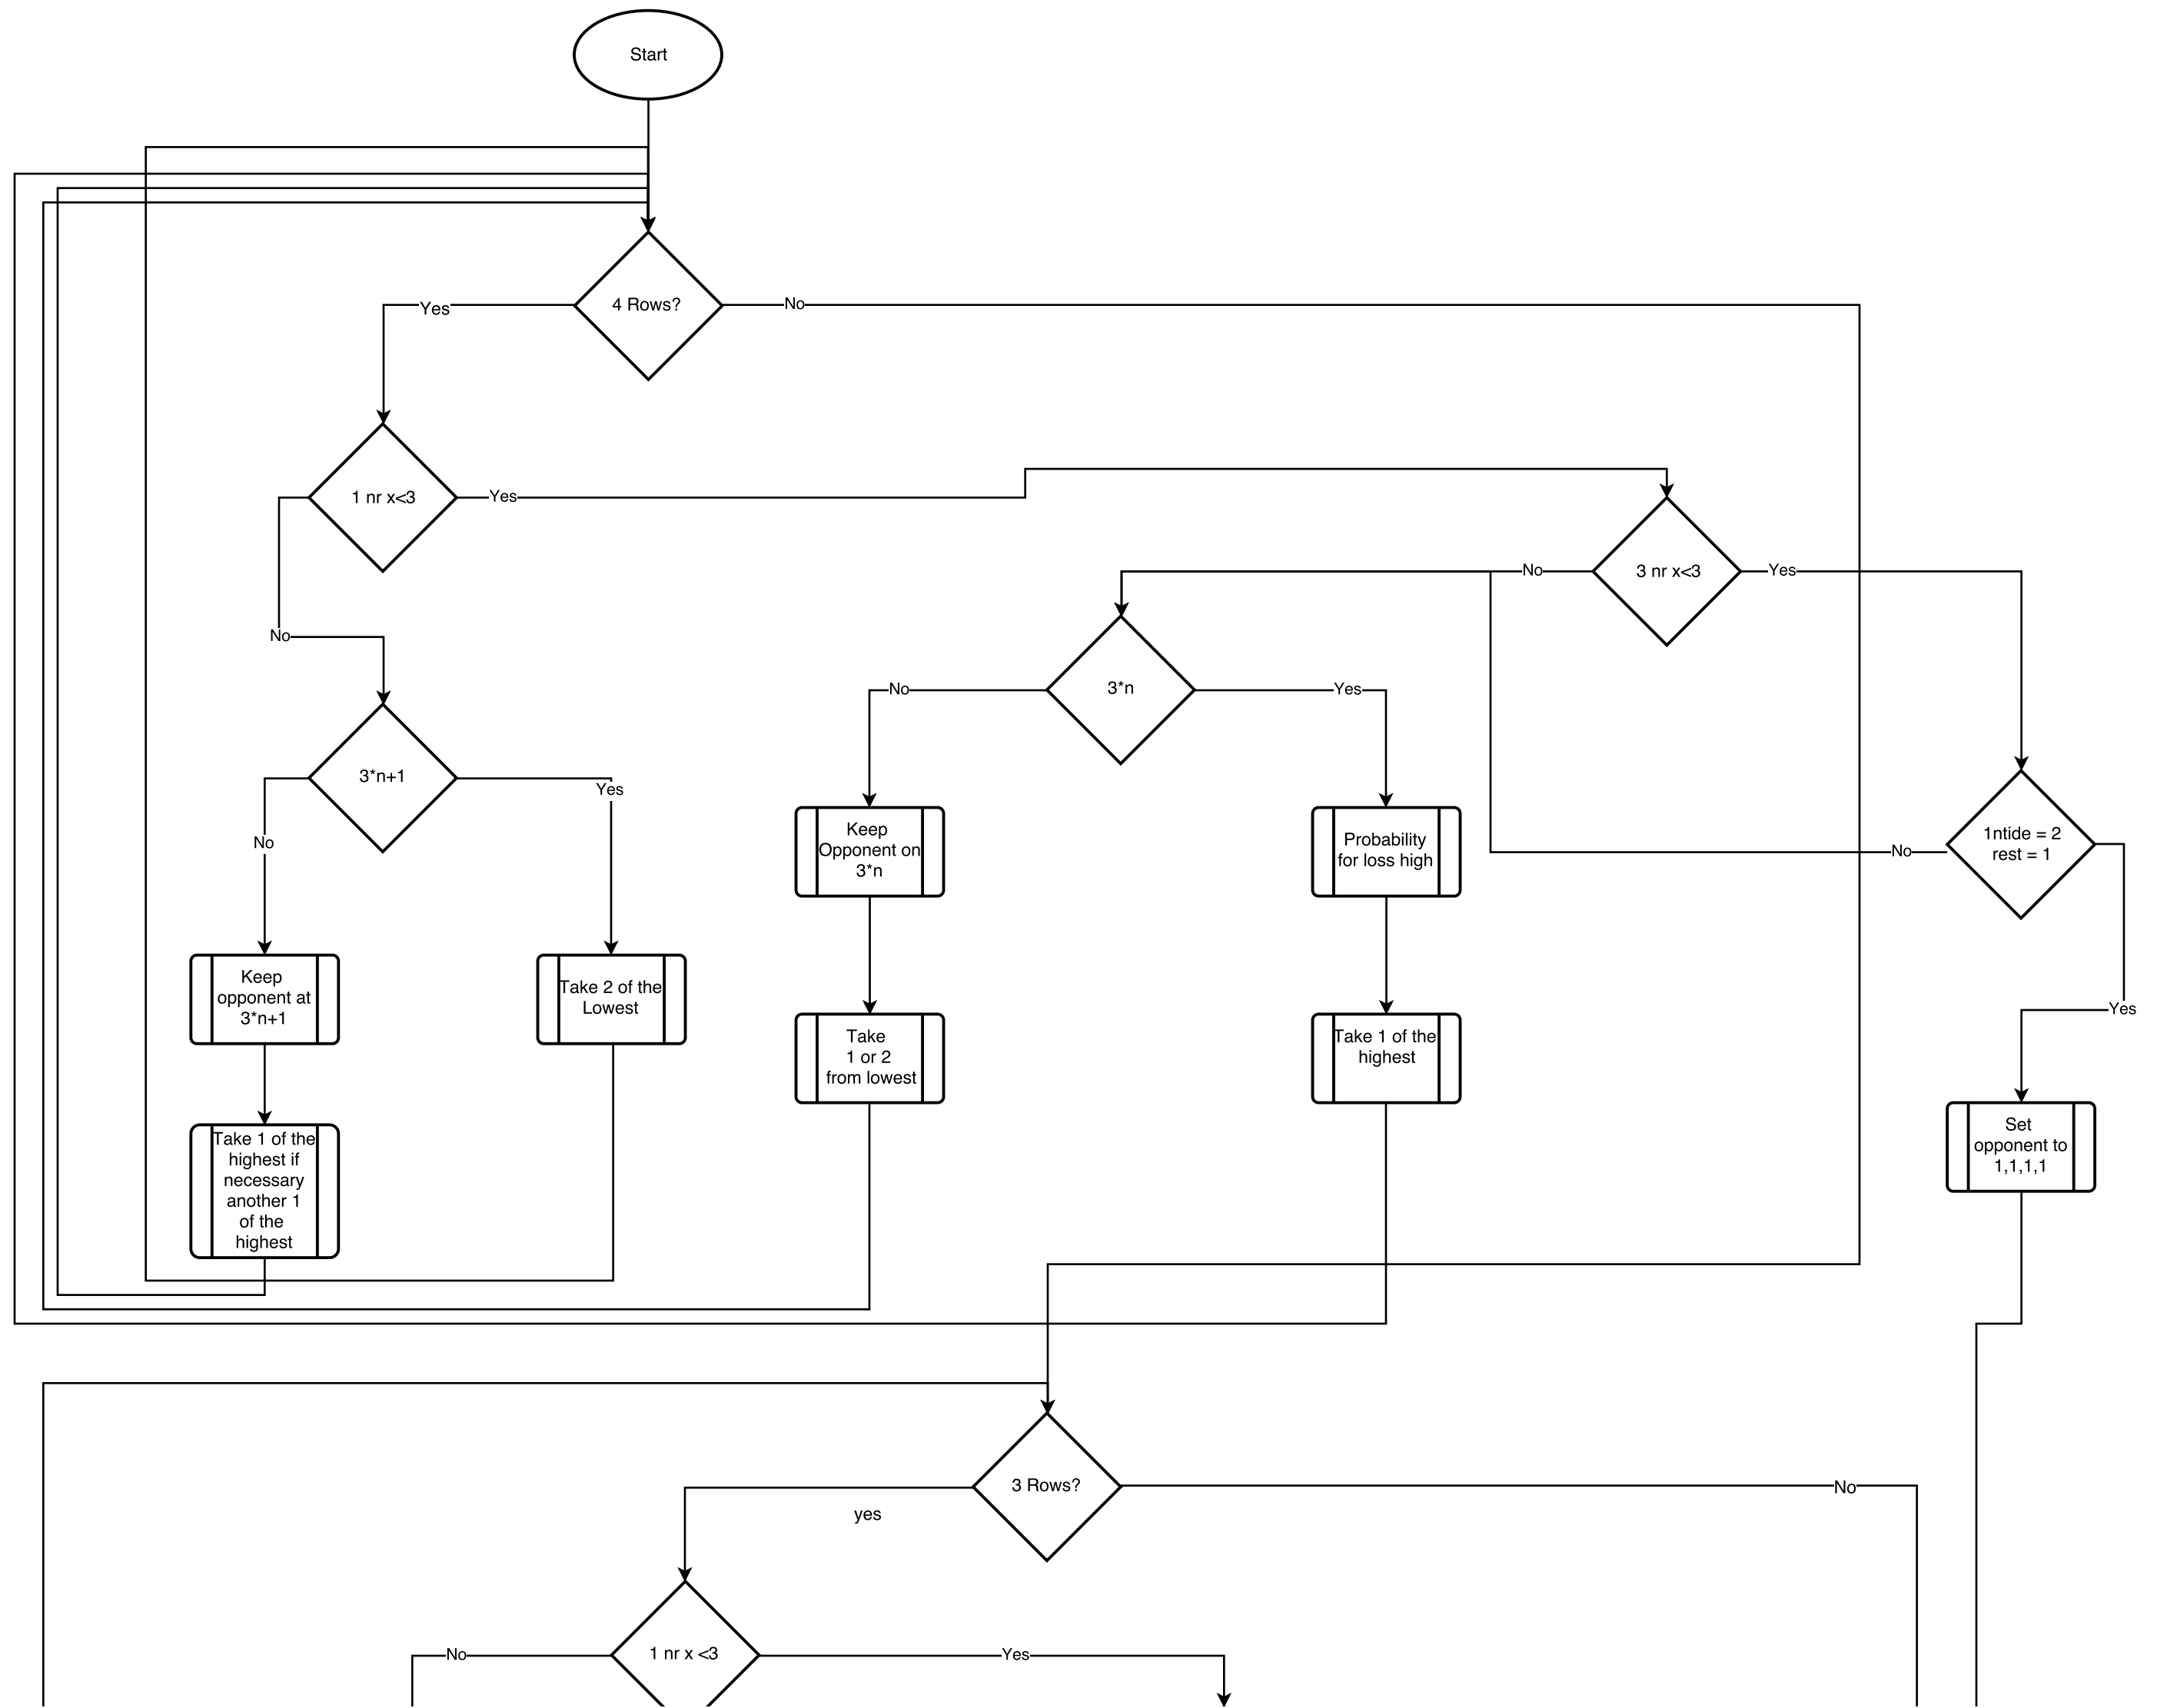 Start
4 Rows?
Yes
No
1 nr x<3
Yes
3 nr x<3
No
Yes
No
3*n
No
Yes
3*n+1
Yes
No
Keep
Opponent on
3*n
Probability
for loss high
1ntide = 2
rest = 1
No
Yes
Keep
opponent at
3*n+1
Take 2 of the
Lowest
Take
1 or 2
from lowest
Take 1 of the
highest
Set
opponent to
1,1,1,1
Take 1 of the
highest if
necessary
another 1
of the
highest
3 Rows?
yes
No
1 nr x <3
No
Yes